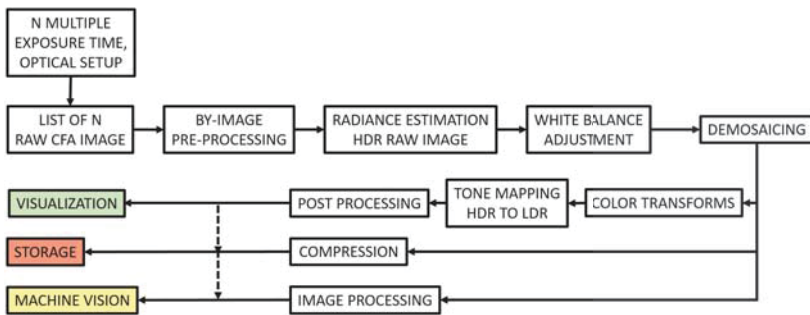 N MULTIPLE
EXPOSURE TIME,
OPTICAL SETUP
LIST OF N
RAW CFA IMAGE
BY-IMAGE
PRE-PROCESSING
RADIANCE ESTIMATION
HDR RAW IMAGE
WHITE BALANCE
ADJUSTMENT
DEMOSAICING
VISUALIZATION
POST PROCESSING
TONE MAPPING
HDR TO LDR
COLOR TRANSFORMS
STORAGE
COMPRESSION
MACHINE VISION
IMAGE PROCESSING